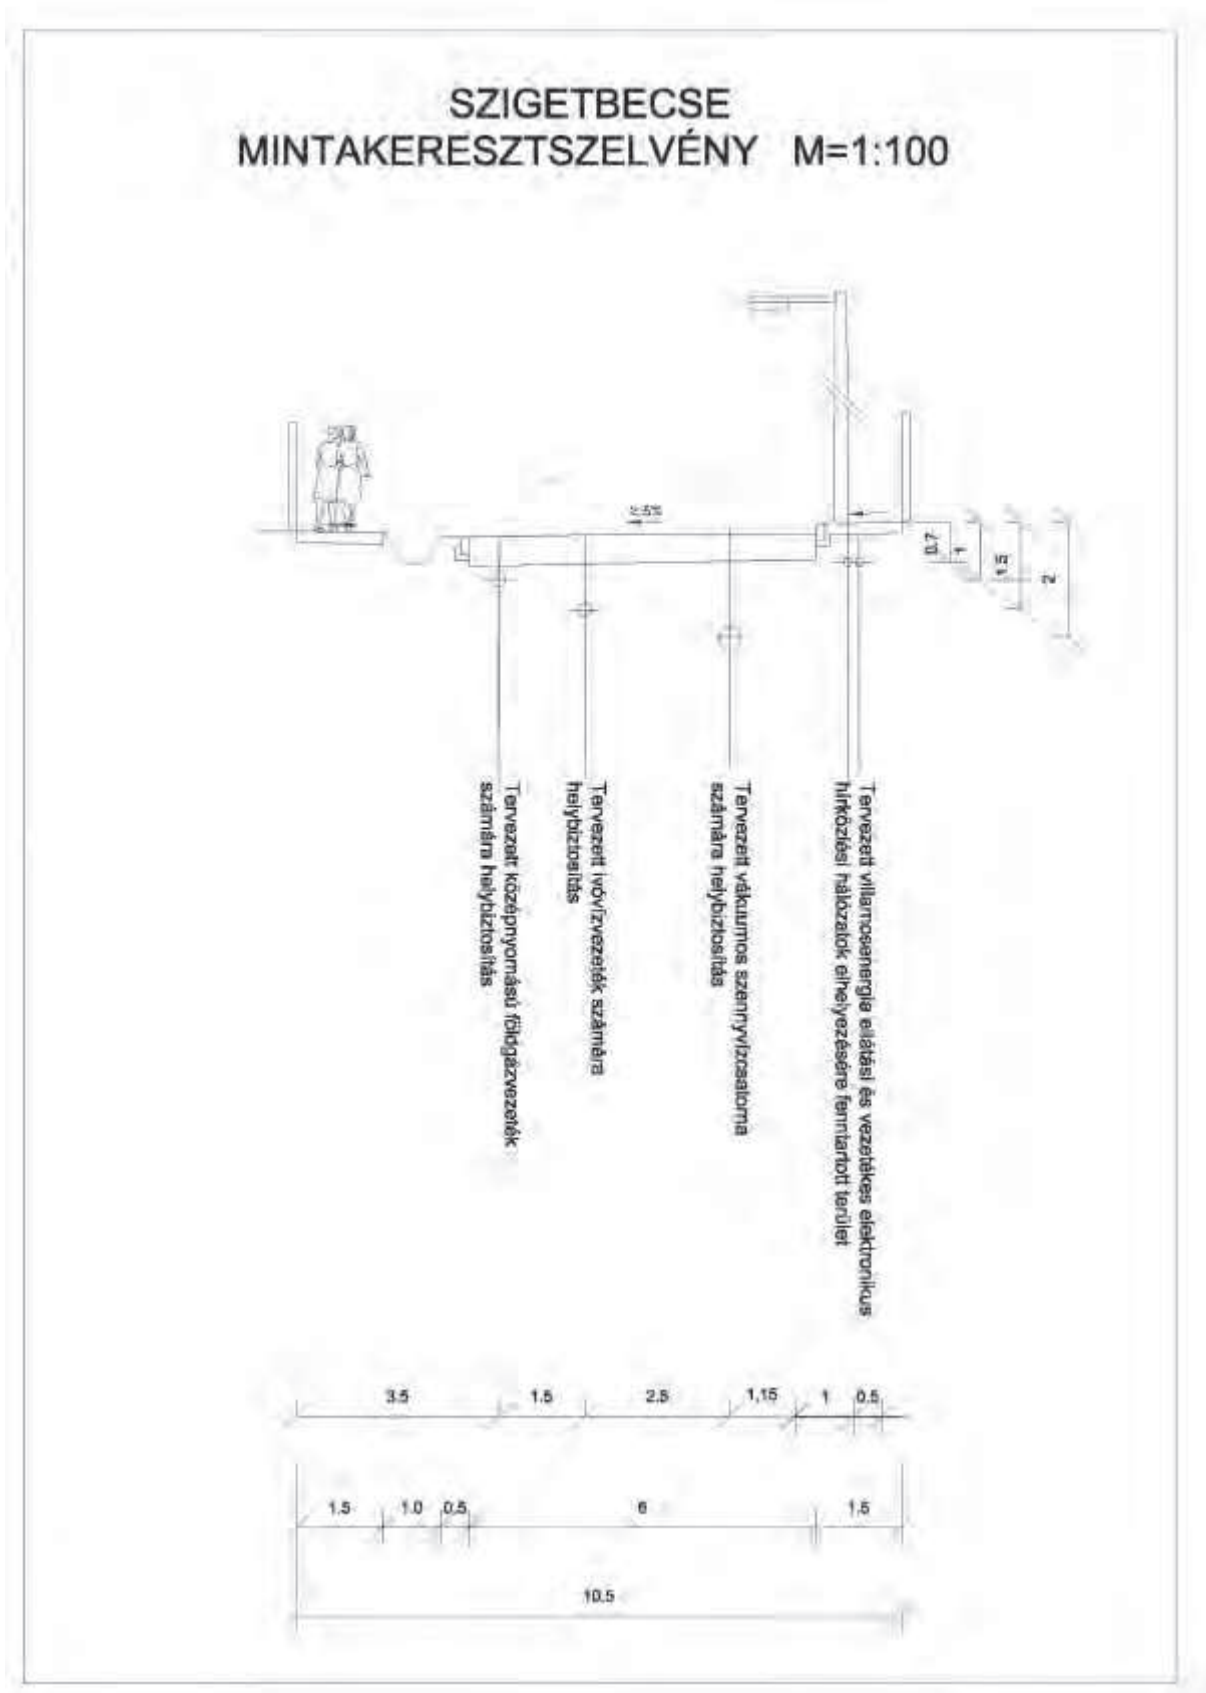 SZIGETBECSE
MINTAKERESZTSZELVÉNY M=1:100
2.5%
0.7
1
1.5
2
Tervezett középnyomású földgázvezeték
számára helybiztosítás
Tervezett ivóvízvezeték számára
helybiztosítás
Tervezett vákuumos szennyvízcsatorna
számára helybiztosítás
Tervezett villamosenergia ellátási és vezetékes elektronikus
hírközlési hálózatok elhelyezésére fenntartott terület
3.5 1.5 2.5 1,15 1 0.5
1.5 1.0 0.5 6 1.5
10.5